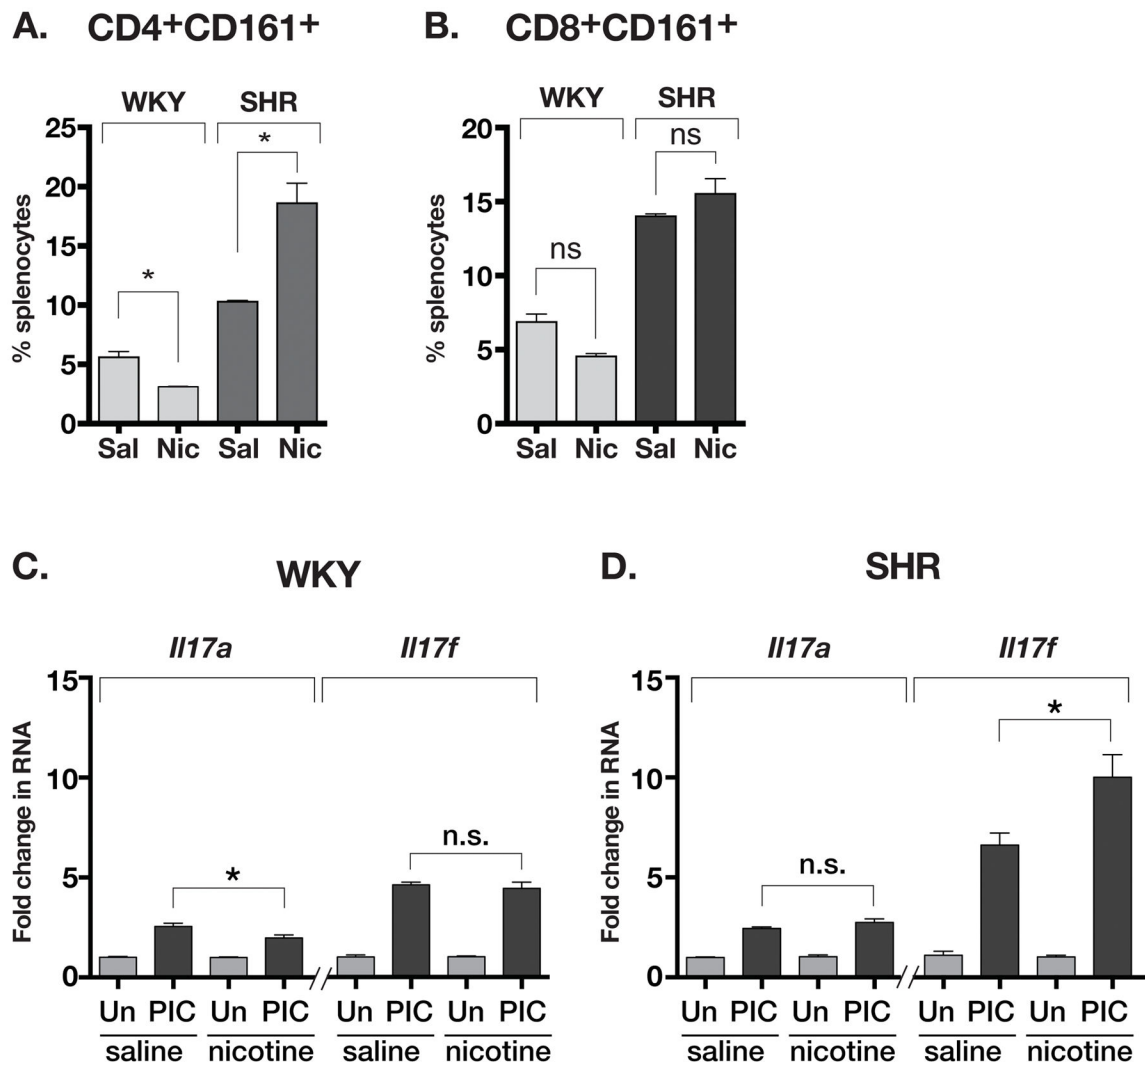 A. CD4+CD161+
WKY SHR
% splenocytes
25
20
15
10
5
0
* *
Sal Nic Sal Nic
B. CD8+CD161+
WKY SHR
% splenocytes
20
15
10
5
0
ns ns
Sal Nic Sal Nic
C. WKY
Il17a Il17f
Fold change in RNA
15
10
5
0
* n.s.
Un PIC Un PIC Un PIC Un PIC
saline nicotine saline nicotine
D. SHR
Il17a Il17f
Fold change in RNA
15
10
5
0
n.s. *
Un PIC Un PIC Un PIC Un PIC
saline nicotine saline nicotine